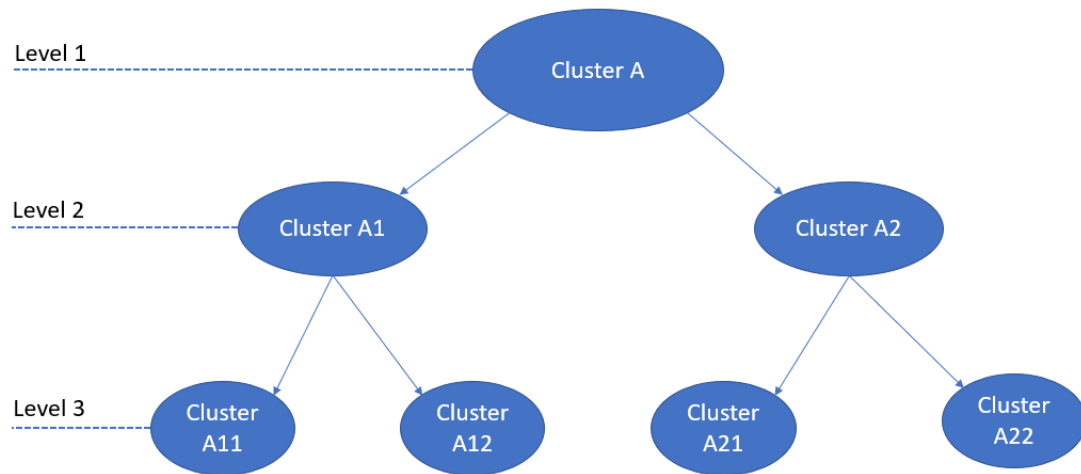 Level 1
Cluster A
Level 2
Cluster A1
Cluster A2
Level 3
Cluster
A11
Cluster
A12
Cluster
A21
Cluster
A22